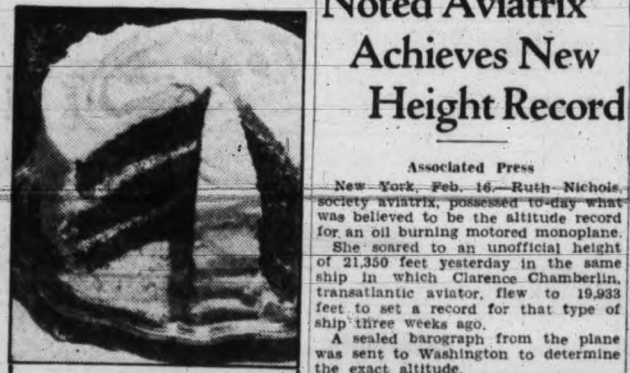 Noted Aviatrix
Achieves New
Height Record
Associated Press
New York, Feb. 16.—Ruth Nichols,
society aviatrix, possessed to-day what
was believed to be the altitude record
for an oil burning motored monoplane.
She soared to an unofficial height
of 21,350 feet yesterday in the same
ship in which Clarence Chamberlin,
transatlantic aviator, flew to 19,933
feet to set a record for that type of
ship three weeks ago.
A sealed barograph from the plane
was sent to Washington to determine
the exact altitude.